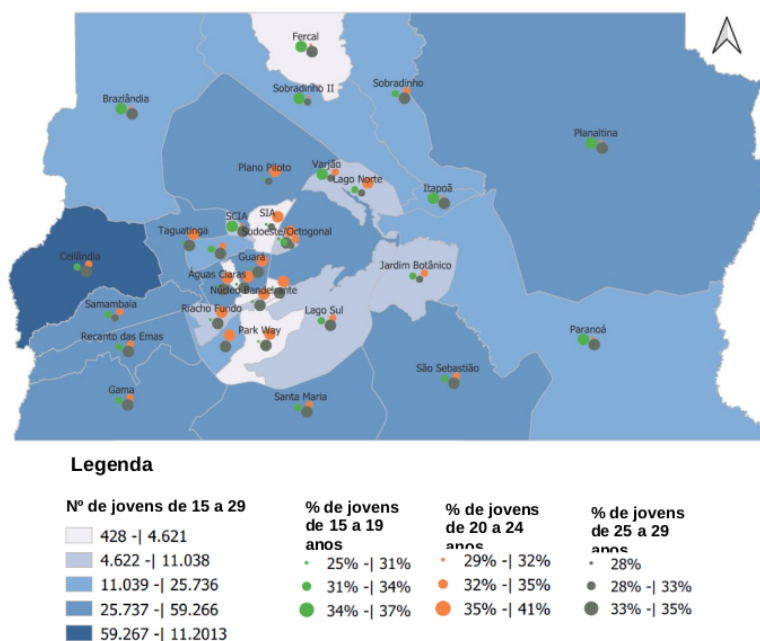 Fercal
Sobradinho II
Sobradinho
Brazlândia
Planaltina
Plano Piloto
Varjão
Lago Norte
Itapoã
SCIA
SIA
Taguatinga
Sudoeste/Octogonal
Ceilândia
Guará
Águas Claras
Jardim Botânico
Núcleo Bandeirante
Samambaia
Riacho Fundo
Lago Sul
Recanto das Emas
Park Way
Paranoá
São Sebastião
Gama
Santa Maria
Legenda
Nº de jovens de 15 a 29
428 -| 4.621
4.622 -| 11.038
11.039 -| 25.736
25.737 -| 59.266
59.267 -| 11.2013
% de jovens
de 15 a 19
anos
25% -| 31%
31% -| 34%
34% -| 37%
% de jovens
de 20 a 24
anos
29% -| 32%
32% -| 35%
35% -| 41%
% de jovens
de 25 a 29
anos
28%
28% -| 33%
33% -| 35%